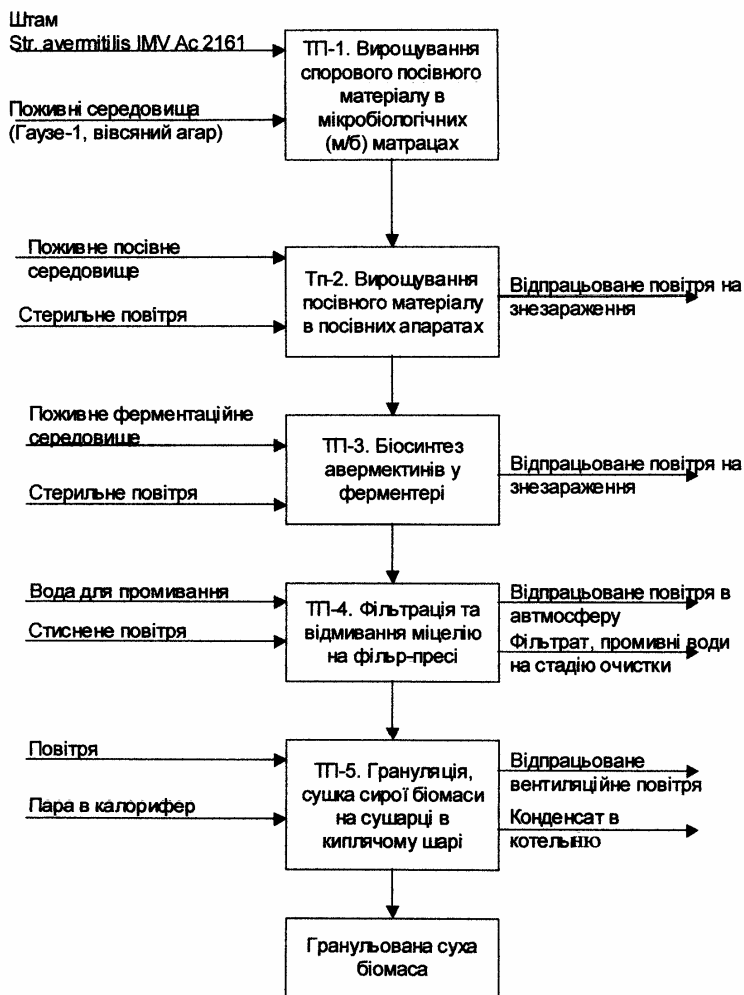 Штам
Str. avermitilis IMV Ac 2161
Поживні середовища
(Гаузе-1, вівсяний агар)
ТП-1. Вирощування
спорового посівного
матеріалу в
мікробіологічних
(м/б) матрацах
Поживне посівне
середовище
Стерильне повітря
Тп-2. Вирощування
посівного матеріалу
в посівних апаратах
Відпрацьоване повітря на
знезараження
Поживне ферментаційне
середовище
Стерильне повітря
ТП-3. Біосинтез
авермектинів у
ферментері
Відпрацьоване повітря на
знезараження
Вода для промивання
Стиснене повітря
ТП-4. Фільтрація та
відмивання міцелію
на фільр-пресі
Відпрацьоване повітря в
автмосферу
Фільтрат, промивні води
на стадію очистки
Повітря
Пара в калорифер
ТП-5. Грануляція,
сушка сирої біомаси
на сушарці в
киплячому шарі
Відпрацьоване
вентиляційне повітря
Конденсат в
котельню
Гранульована суха
біомаса